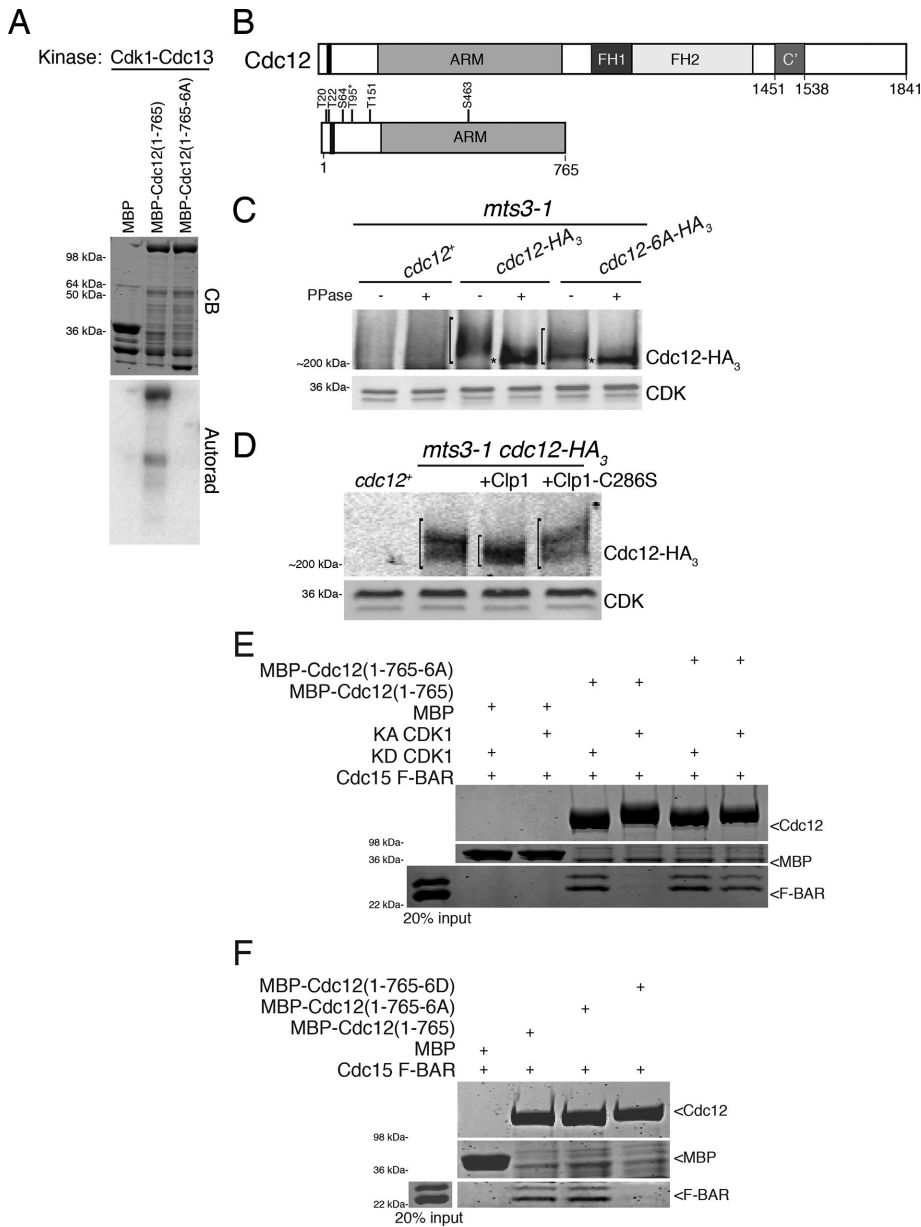 A
Kinase: Cdk1-Cdc13
MBP
MBP-Cdc12(1-765)
MBP-Cdc12(1-765-6A)
98 kDa-
64 kDa-
50 kDa-
36 kDa-
CB
Autorad
B
Cdc12
ARM
FH1
FH2
C'
1451
1538
1841
T20
T22
S64
T95*
T151
S463
ARM
1
765
C
mts3-1
cdc12+
cdc12-HA3
cdc12-6A-HA3
PPase - + - + - +
* *
~200 kDa-
Cdc12-HA3
36 kDa-
CDK
D
mts3-1 cdc12-HA3
cdc12+
+Clp1
+Clp1-C286S
~200 kDa-
Cdc12-HA3
36 kDa-
CDK
E
MBP-Cdc12(1-765-6A) + +
MBP-Cdc12(1-765) + +
MBP + +
KA CDK1 + + +
KD CDK1 + + +
Cdc15 F-BAR + + + + + +
<Cdc12
98 kDa-
36 kDa-
<MBP
<F-BAR
22 kDa-
20% input
F
MBP-Cdc12(1-765-6D) +
MBP-Cdc12(1-765-6A) +
MBP-Cdc12(1-765) +
MBP +
Cdc15 F-BAR + + + +
<Cdc12
98 kDa-
<MBP
36 kDa-
<F-BAR
22 kDa-
20% input